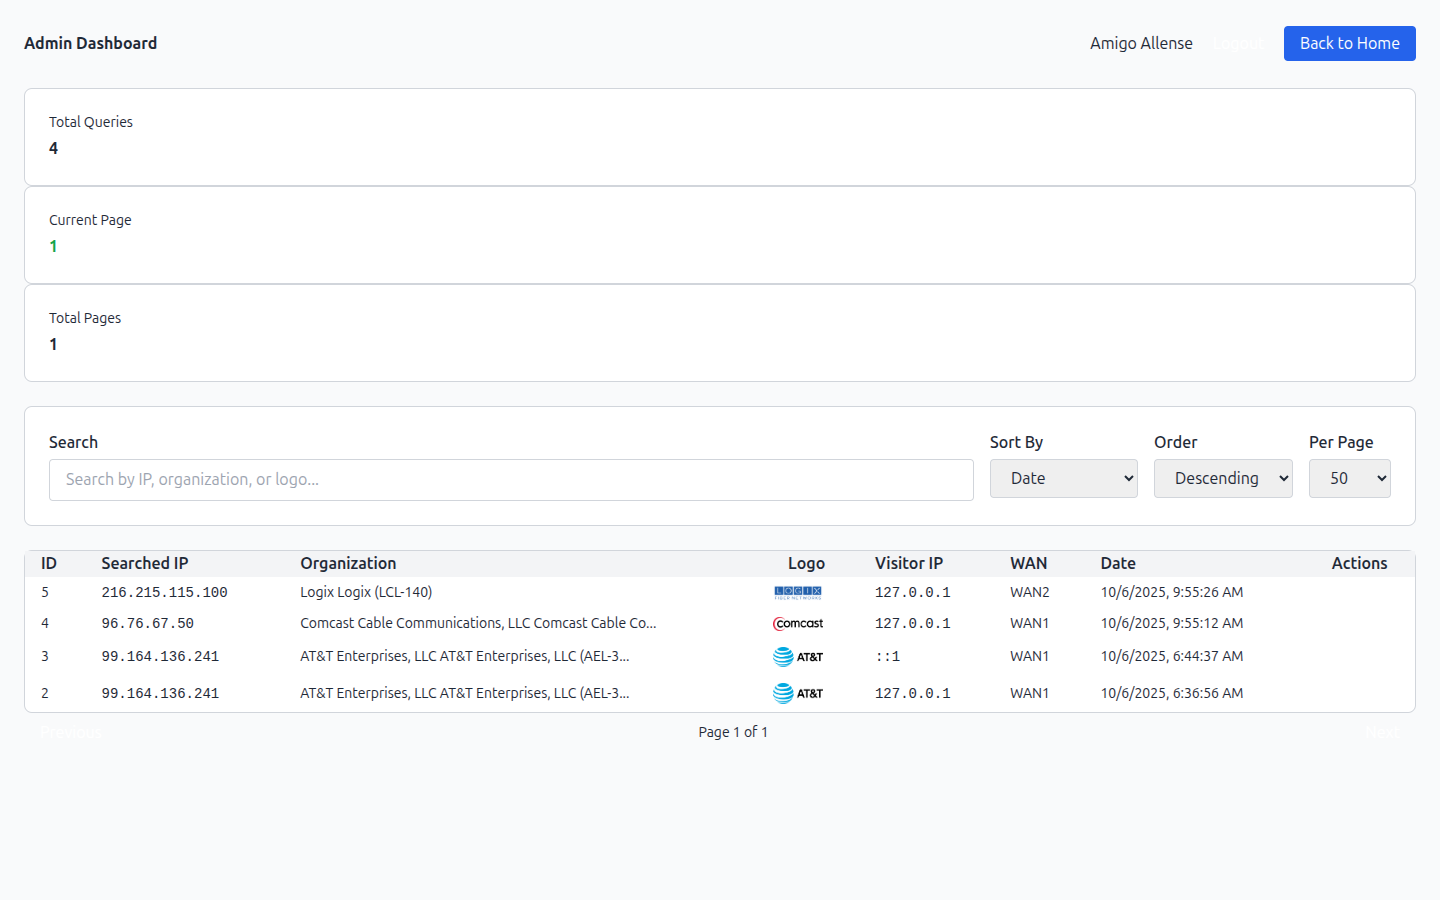 Admin Dashboard
Amigo Allense Logout Back to Home
Total Queries
4
Current Page
1
Total Pages
1
Search Sort By Order Per Page
Search by IP, organization, or logo... Date Descending 50
ID Searched IP Organization Logo Visitor IP WAN Date Actions
5 216.215.115.100 Logix Logix (LCL-140) LOGIX FIBER NETWORKS 127.0.0.1 WAN2 10/6/2025, 9:55:26 AM
4 96.76.67.50 Comcast Cable Communications, LLC Comcast Cable Co... comcast 127.0.0.1 WAN1 10/6/2025, 9:55:12 AM
3 99.164.136.241 AT&T Enterprises, LLC AT&T Enterprises, LLC (AEL-3... AT&T ::1 WAN1 10/6/2025, 6:44:37 AM
2 99.164.136.241 AT&T Enterprises, LLC AT&T Enterprises, LLC (AEL-3... AT&T 127.0.0.1 WAN1 10/6/2025, 6:36:56 AM
Previous Page 1 of 1 Next